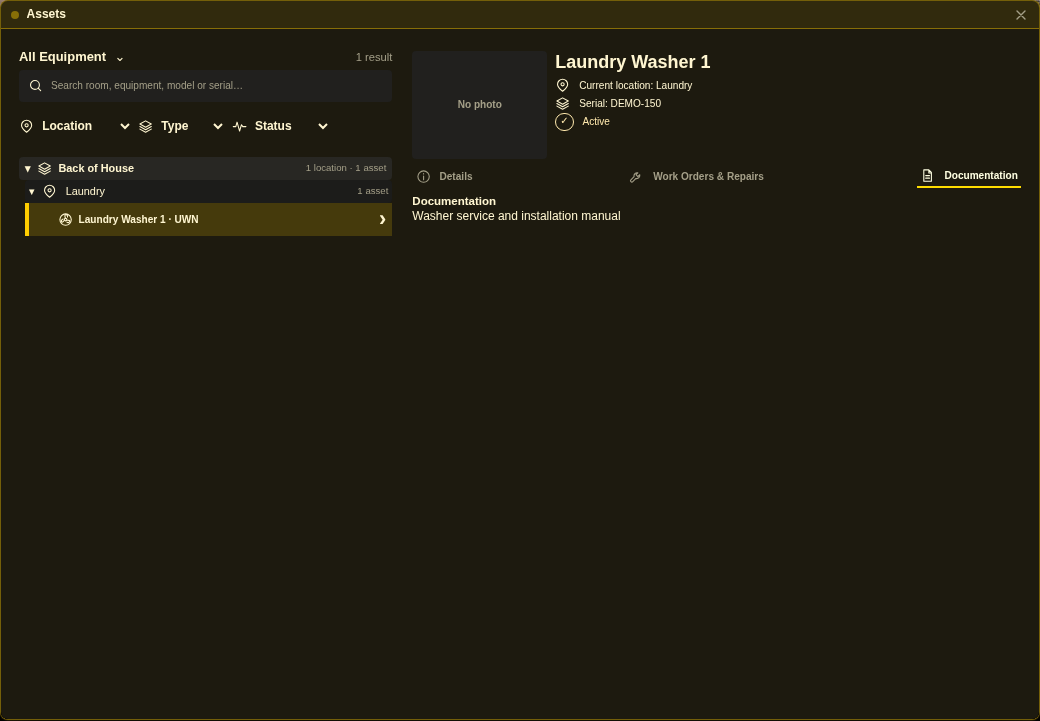 Assets
All Equipment
1 result
Search room, equipment, model or serial…
Location
Type
Status
Back of House
1 location · 1 asset
Laundry
1 asset
Laundry Washer 1 · UWN
No photo
Laundry Washer 1
Current location: Laundry
Serial: DEMO-150
Active
Details
Work Orders & Repairs
Documentation
Documentation
Washer service and installation manual